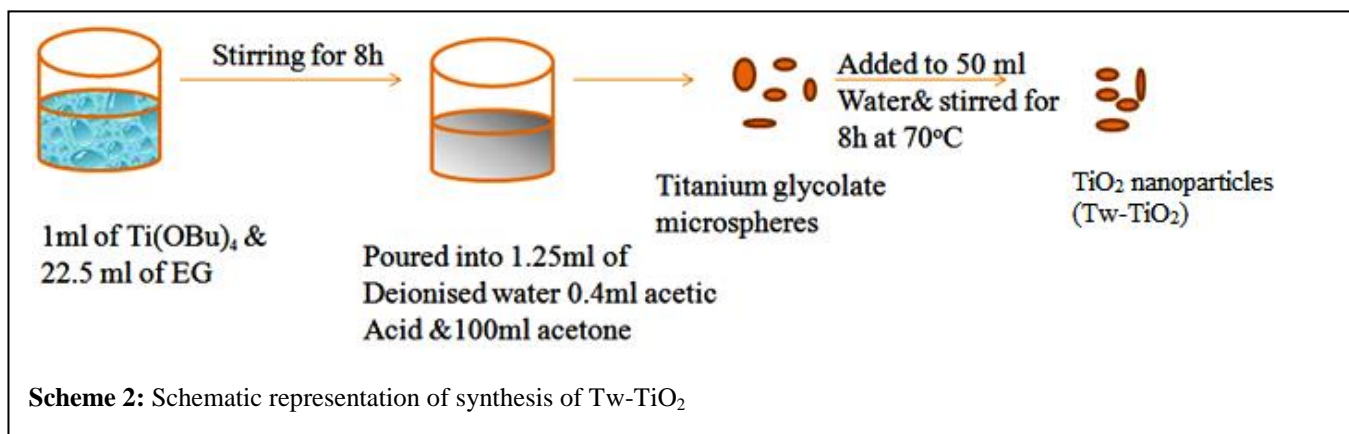 Stirring for 8h
1ml of Ti(OBu)₄ &
22.5 ml of EG
Poured into 1.25ml of
Deionised water 0.4ml acetic
Acid &100ml acetone
Titanium glycolate
microspheres
Added to 50 ml
Water& stirred for
8h at 70°C
TiO₂ nanoparticles
(Tw-TiO₂)
Scheme 2: Schematic representation of synthesis of Tw-TiO₂